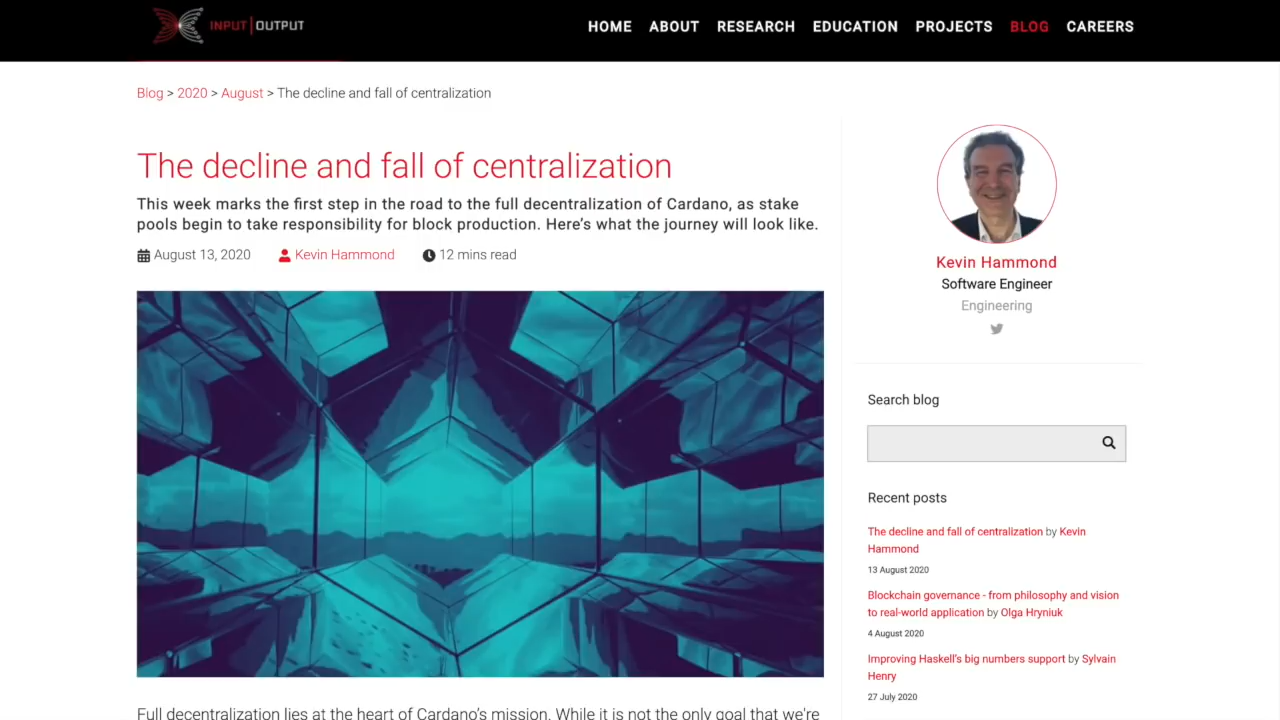 INPUT | OUTPUT
HOME ABOUT RESEARCH EDUCATION PROJECTS BLOG CAREERS
Blog > 2020 > August > The decline and fall of centralization
The decline and fall of centralization
This week marks the first step in the road to the full decentralization of Cardano, as stake
pools begin to take responsibility for block production. Here’s what the journey will look like.
August 13, 2020 Kevin Hammond 12 mins read
Full decentralization lies at the heart of Cardano’s mission. While it is not the only goal that we're
Kevin Hammond
Software Engineer
Engineering
Search blog
Recent posts
The decline and fall of centralization by Kevin
Hammond
13 August 2020
Blockchain governance - from philosophy and vision
to real-world application by Olga Hryniuk
4 August 2020
Improving Haskell’s big numbers support by Sylvain
Henry
27 July 2020